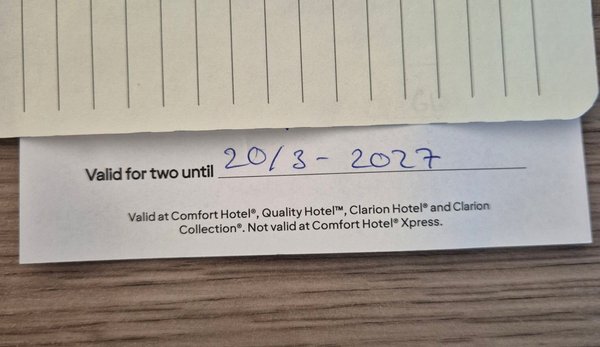 Valid for two until 20/3 - 2027
Valid at Comfort Hotel®, Quality Hotel™, Clarion Hotel® and Clarion
Collection®. Not valid at Comfort Hotel® Xpress.